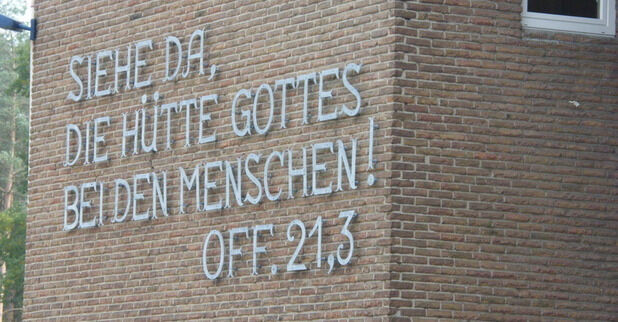 SIEHE DA,
DIE HÜTTE GOTTES
BEI DEN MENSCHEN!
OFF. 21,3